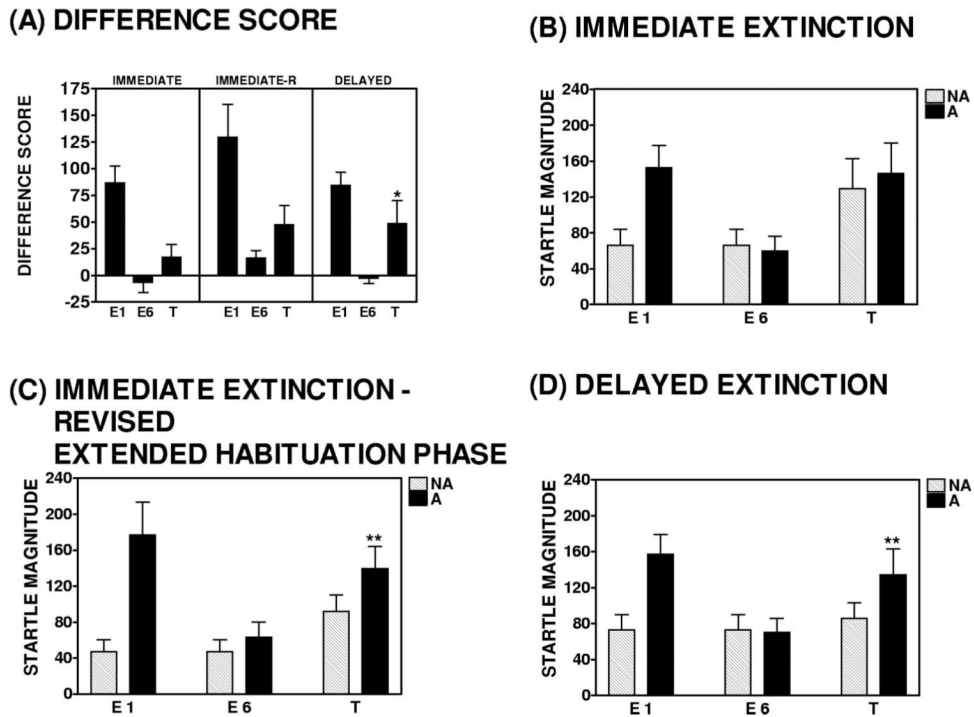 (A) DIFFERENCE SCORE
IMMEDIATE IMMEDIATE-R DELAYED
DIFFERENCE SCORE
175
150
125
100
75
50
25
0
-25
*
E1 E6 T E1 E6 T E1 E6 T
(B) IMMEDIATE EXTINCTION
STARTLE MAGNITUDE
240
200
160
120
80
40
0
NA
A
E 1 E 6 T
(C) IMMEDIATE EXTINCTION -
REVISED
EXTENDED HABITUATION PHASE
STARTLE MAGNITUDE
240
200
160
120
80
40
0
NA
A
**
E 1 E 6 T
(D) DELAYED EXTINCTION
STARTLE MAGNITUDE
240
200
160
120
80
40
0
NA
A
**
E 1 E 6 T